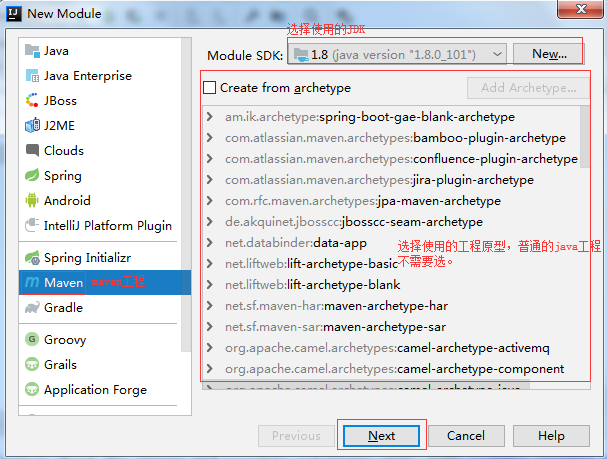 New Module
选择使用的JDK
Java
Java Enterprise
JBoss
J2ME
Clouds
Spring
Android
IntelliJ Platform Plugin
Spring Initializr
Maven maven工程
Gradle
Groovy
Grails
Application Forge
Module SDK: 1.8 (java version "1.8.0_101") New...
Create from archetype Add Archetype...
am.ik.archetype:spring-boot-gae-blank-archetype
com.atlassian.maven.archetypes:bamboo-plugin-archetype
com.atlassian.maven.archetypes:confluence-plugin-archetype
com.atlassian.maven.archetypes:jira-plugin-archetype
com.rfc.maven.archetypes:jpa-maven-archetype
de.akquinet.jbosscc:jbosscc-seam-archetype
net.databinder:data-app
net.liftweb:lift-archetype-basic
net.liftweb:lift-archetype-blank
net.sf.maven-har:maven-archetype-har
net.sf.maven-sar:maven-archetype-sar
org.apache.camel.archetypes:camel-archetype-activemq
org.apache.camel.archetypes:camel-archetype-component
org.apache.camel.archetypes:camel-archetype-java
选择使用的工程原型，普通的java工程
不需要选。
Previous Next Cancel Help